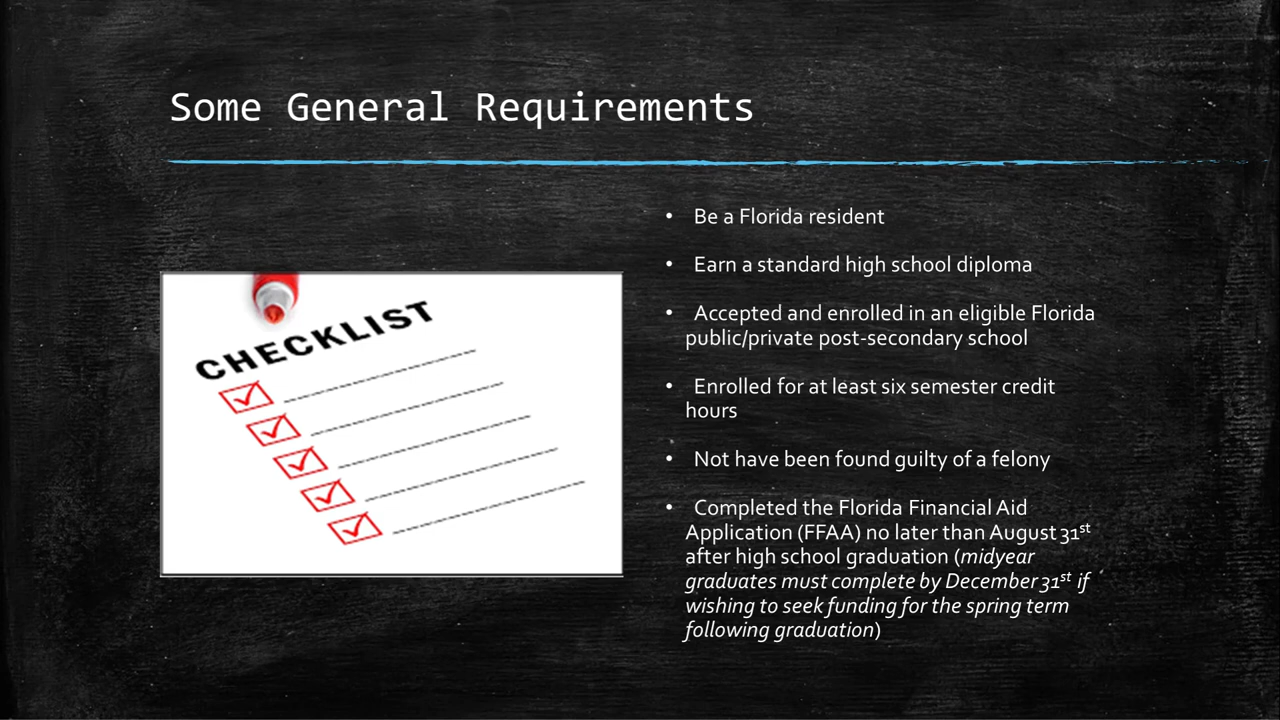 Some General Requirements
CHECKLIST
• Be a Florida resident
• Earn a standard high school diploma
• Accepted and enrolled in an eligible Florida
public/private post-secondary school
• Enrolled for at least six semester credit
hours
• Not have been found guilty of a felony
• Completed the Florida Financial Aid
Application (FFAA) no later than August 31st
after high school graduation (midyear
graduates must complete by December 31st if
wishing to seek funding for the spring term
following graduation)